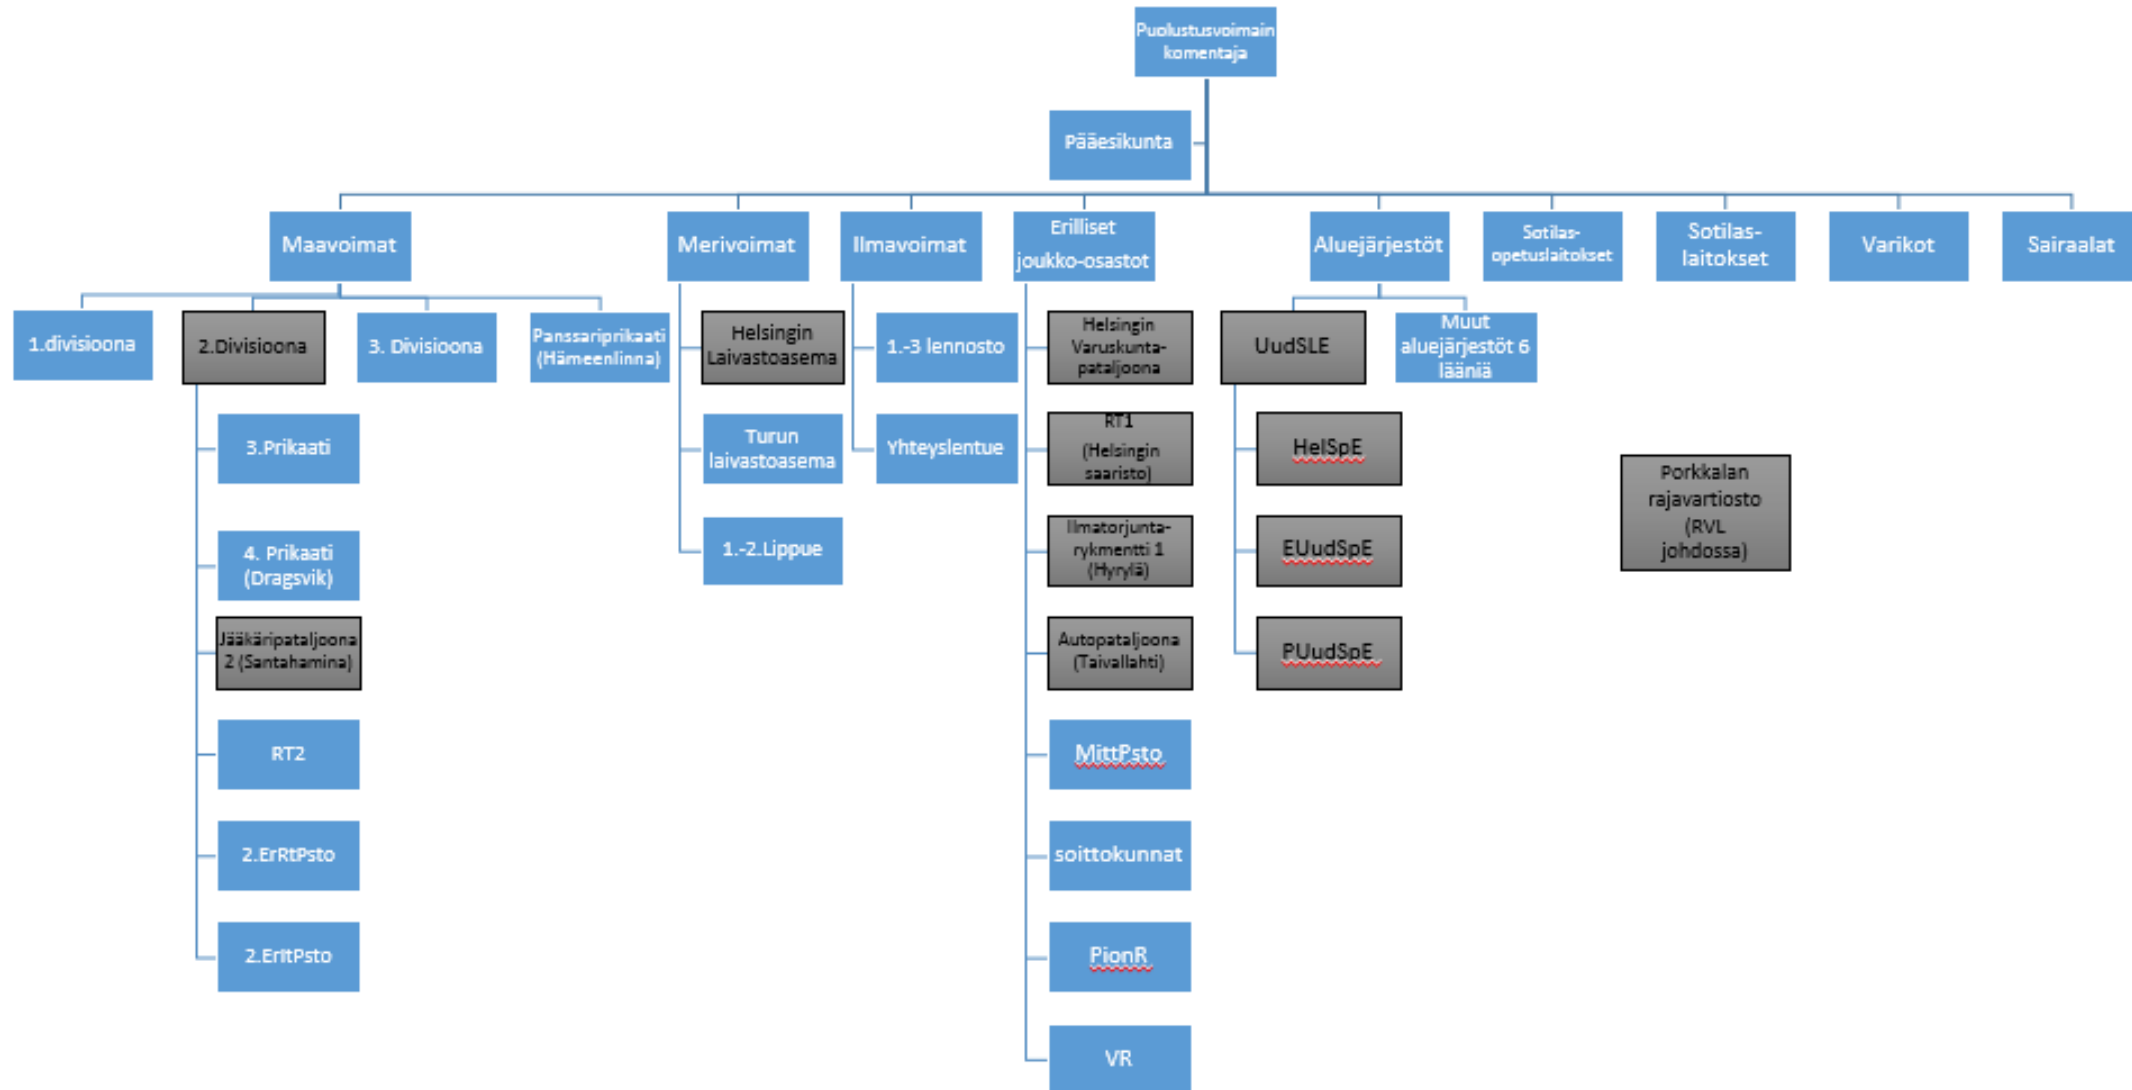 Puolustusvoimain
komentaja
Pääesikunta
Maavoimat
Merivoimat
Ilmavoimat
Erilliset
joukko-osastot
Aluejärjestöt
Sotilas-
opetuslaitokset
Sotilas-
laitokset
Varikot
Sairaalat
1.divisioona
2.Divisioona
3. Divisioona
Panssariprikaati
(Hämeenlinna)
3.Prikaati
4. Prikaati
(Dragsvik)
Jääkäripataljoona
2 (Santahamina)
RT2
2.ErRtPsto
2.ErItPsto
Helsingin
Laivastoasema
Turun
laivastoasema
1.-2.Lippue
1.-3 lennosto
Yhteyslentue
Helsingin
Varuskunta-
pataljoona
RT1
(Helsingin
saaristo)
Ilmatorjunta-
rykmentti 1
(Hyrylä)
Autopataljoona
(Taivallahti)
MittPsto
soittokunnat
PionR
VR
UudSLE
Muut
aluejärjestöt 6
lääniä
HelSpE
EUudSpE
PUudSpE
Porkkalan
rajavartiosto
(RVL
johdossa)